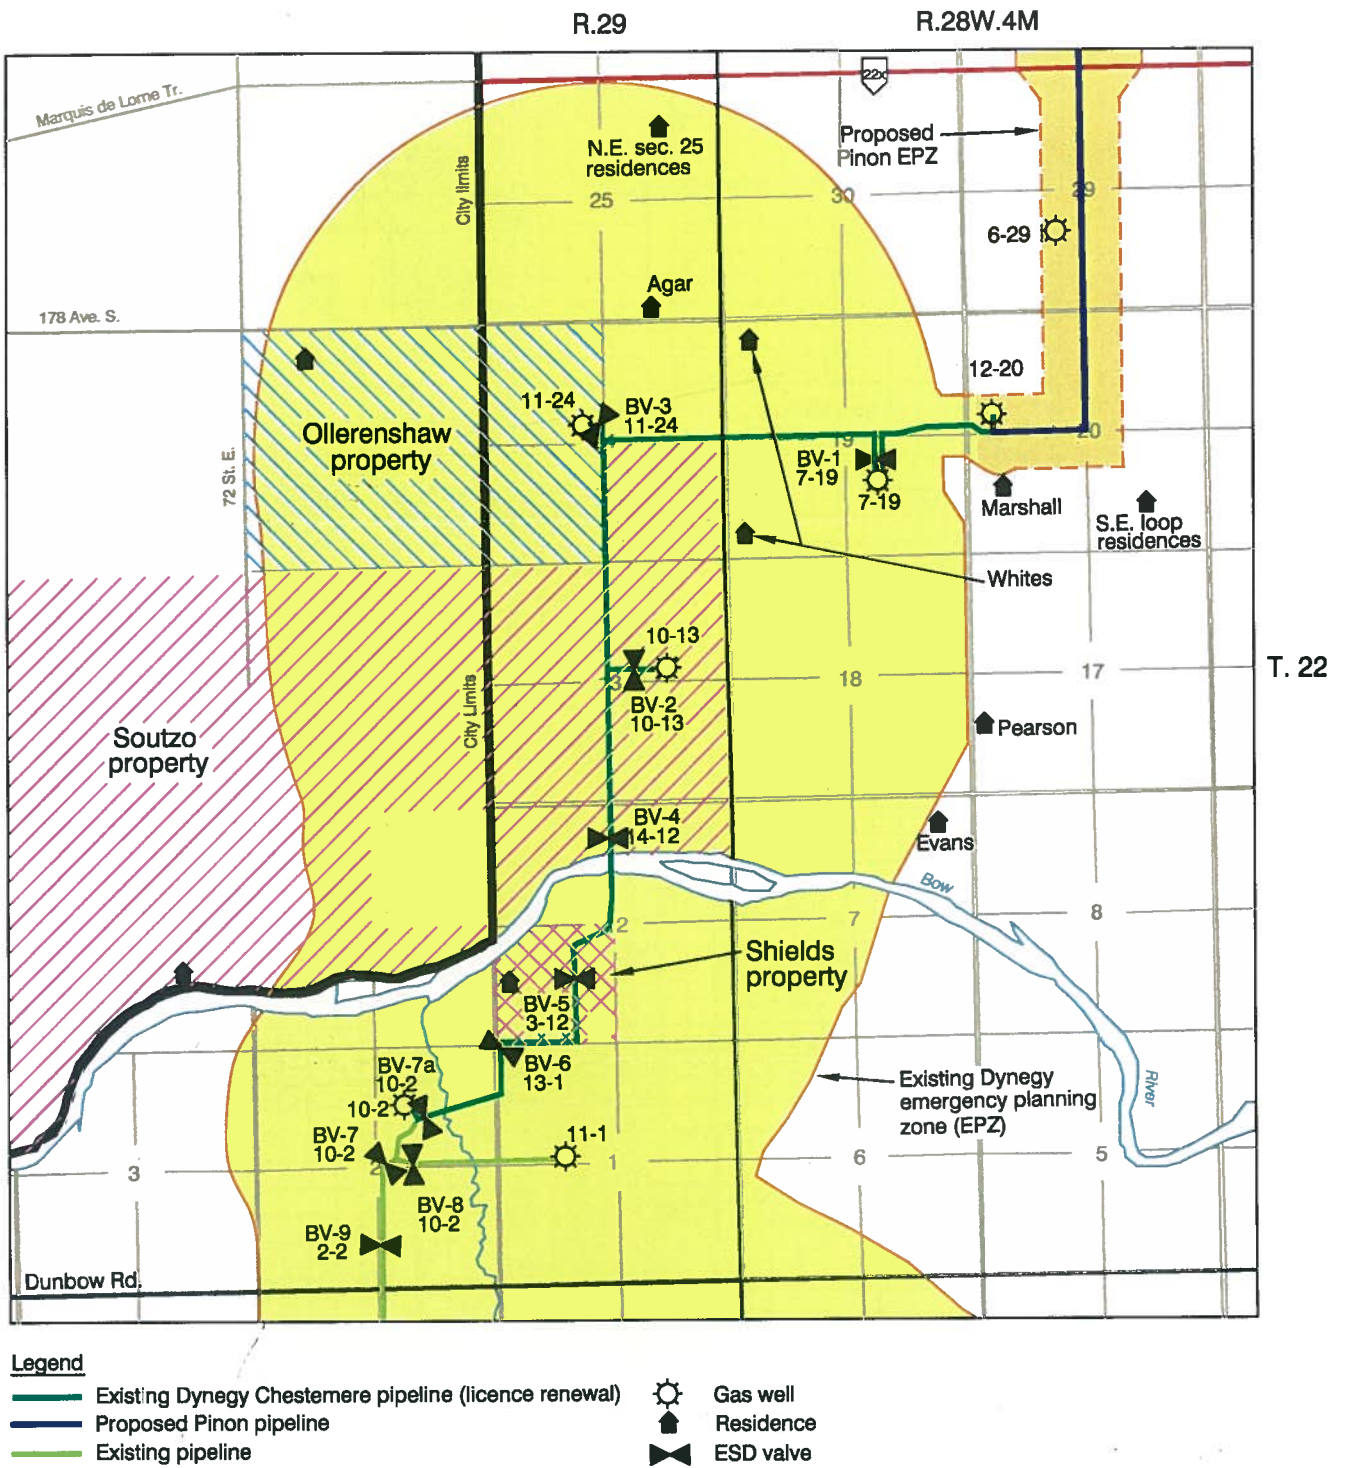 R.29
R.28W.4M
Marquis de Lorne Tr.
22x
City limits
N.E. sec. 25
residences
Proposed
Pinon EPZ
25
30
29
6-29
Agar
178 Ave. S.
12-20
11-24
BV-3
11-24
Ollerenshaw
property
19
20
BV-1
7-19
7-19
72 St. E.
Marshall
S.E. loop
residences
Whites
10-13
T. 22
3
18
17
BV-2
10-13
City Limits
Soutzo
property
Pearson
BV-4
14-12
Evans
Bow
2
7
8
Shields
property
BV-5
3-12
BV-6
13-1
BV-7a
10-2
10-2
Existing Dynegy
emergency planning
zone (EPZ)
River
BV-7
10-2
11-1
3
2
1
6
5
BV-8
10-2
BV-9
2-2
Dunbow Rd.
Legend
Existing Dynegy Chestemere pipeline (licence renewal)
Gas well
Proposed Pinon pipeline
Residence
Existing pipeline
ESD valve